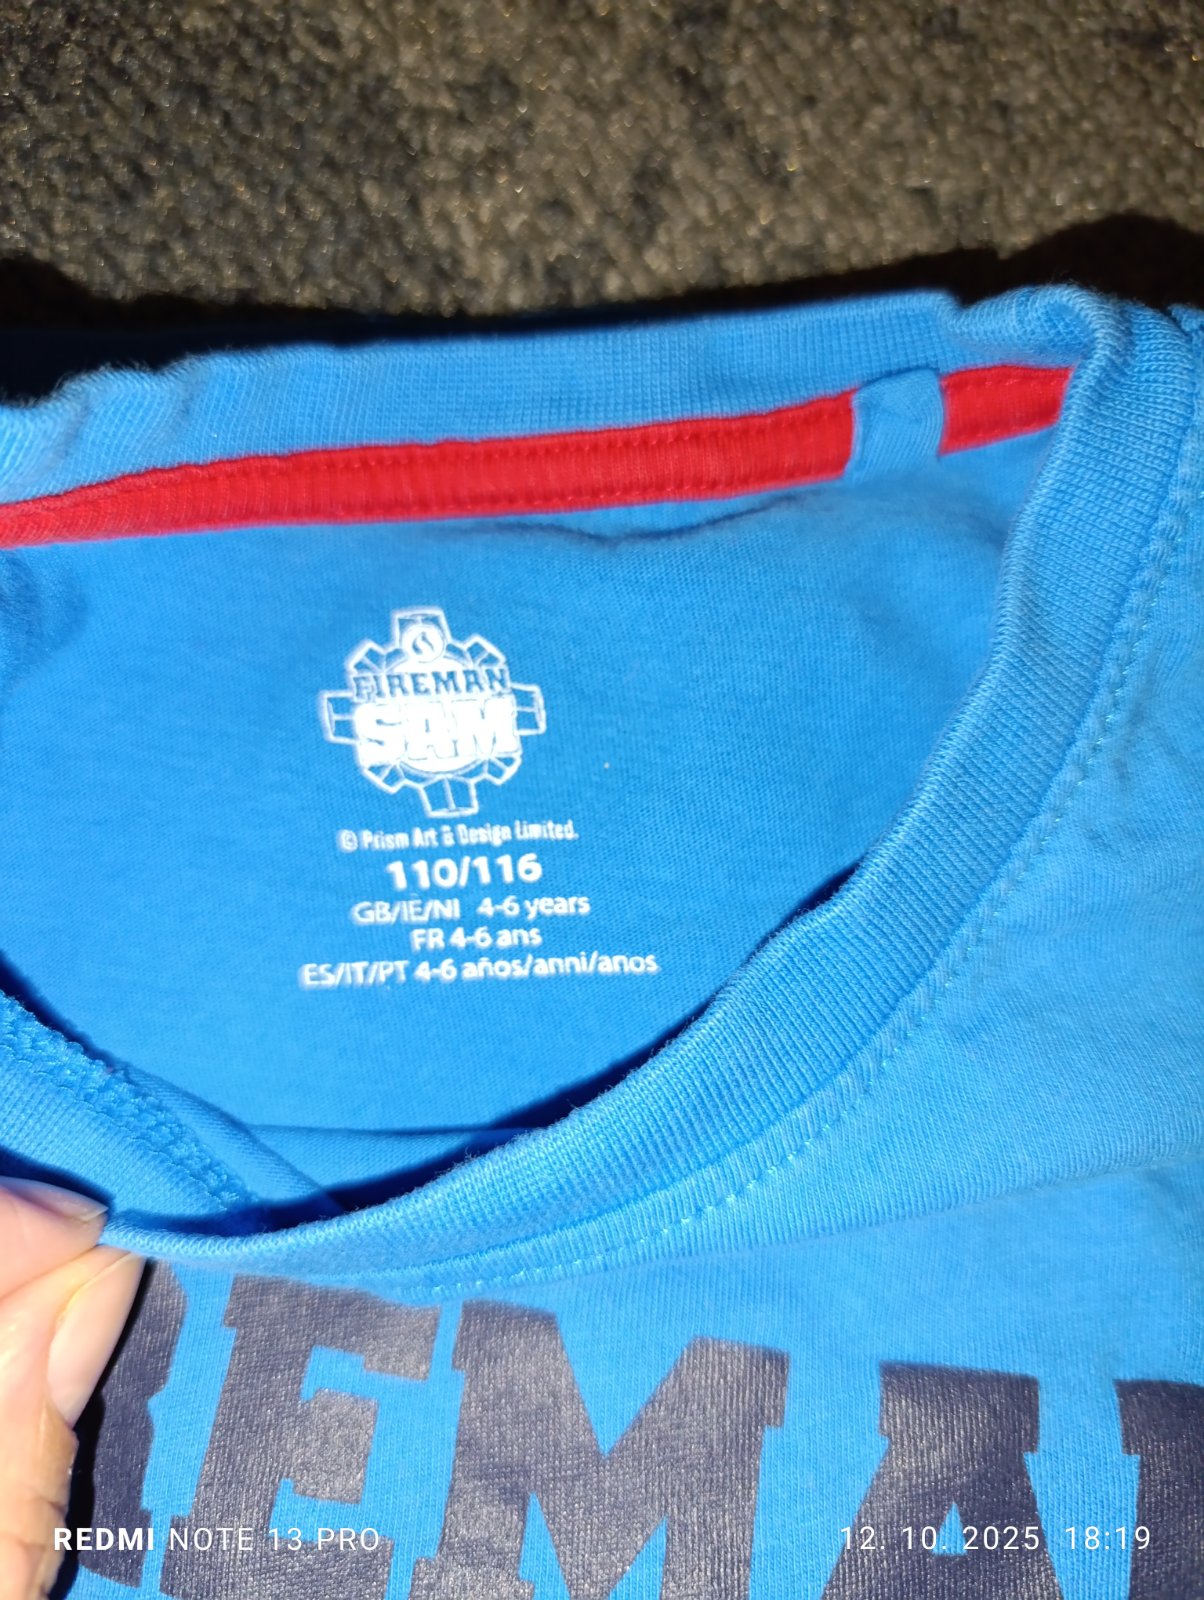 FIREMAN
SAM
© Prism Art & Design Limited.
110/116
GB/IE/NI 4-6 years
FR 4-6 ans
ES/IT/PT 4-6 años/anni/anos
REMA
REDMI NOTE 13 PRO
12. 10. 2025 18:19